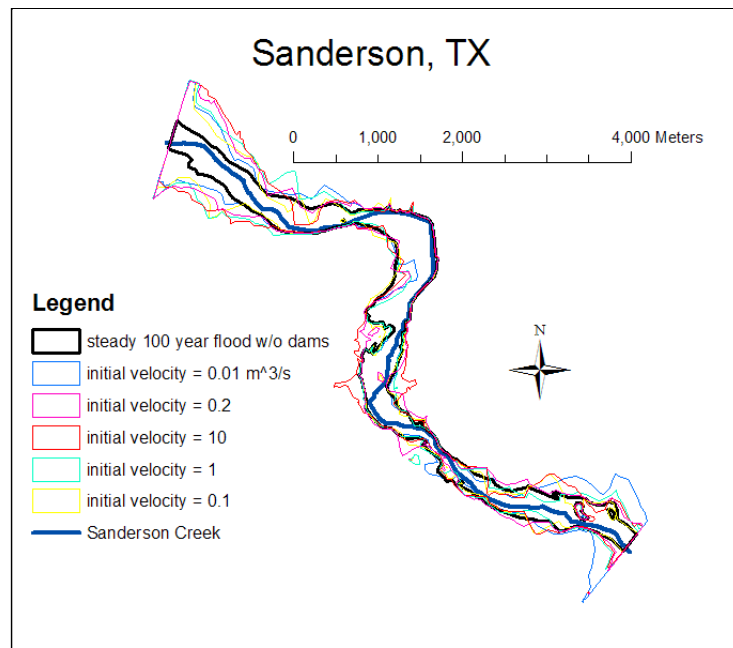 Sanderson, TX
0 1,000 2,000 4,000 Meters
Legend
steady 100 year flood w/o dams
initial velocity = 0.01 m^3/s
initial velocity = 0.2
initial velocity = 10
initial velocity = 1
initial velocity = 0.1
Sanderson Creek
N